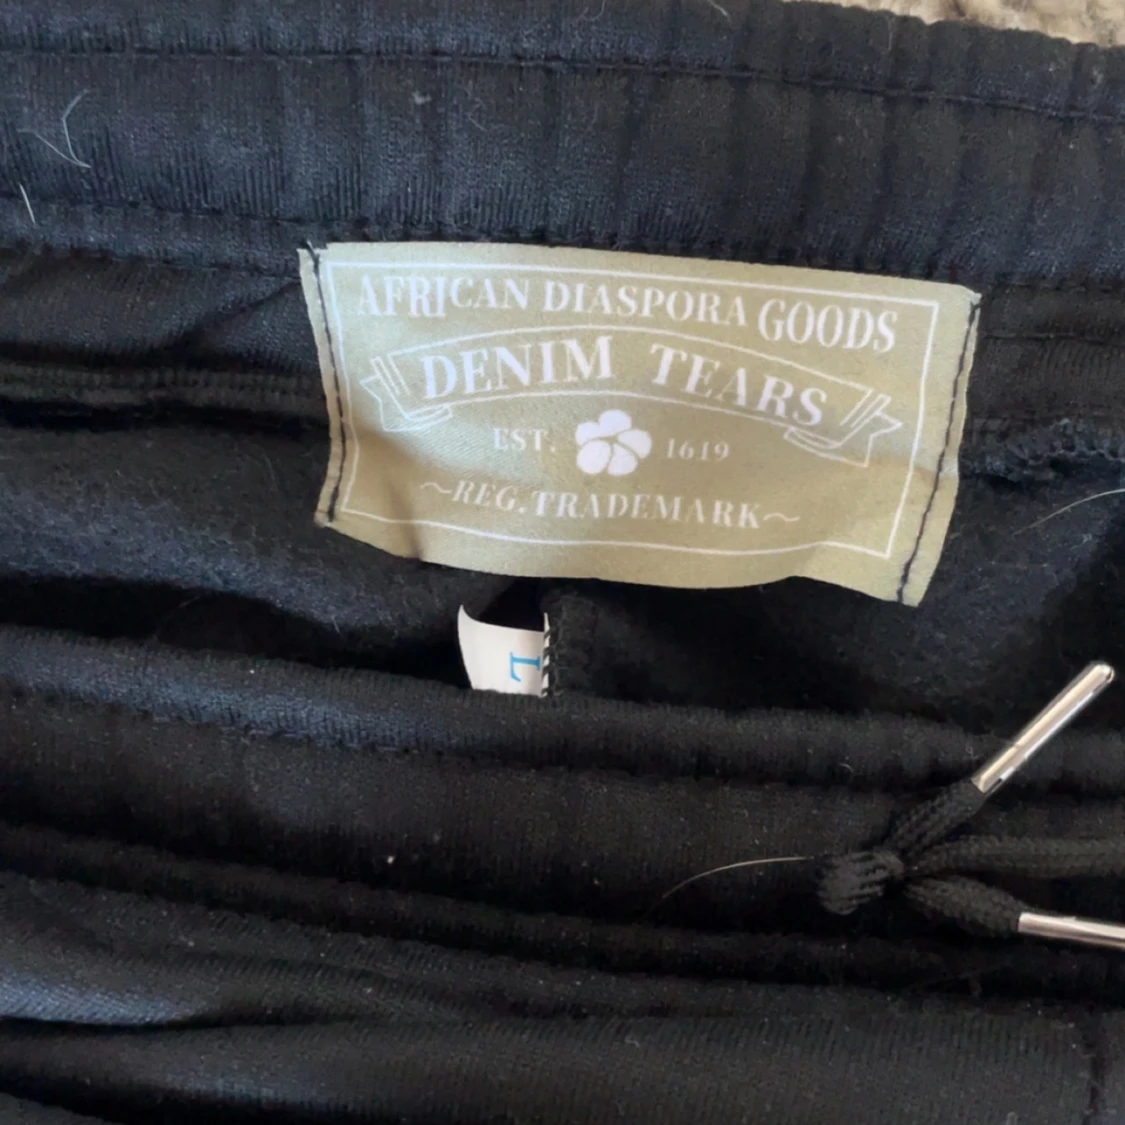 AFRICAN DIASPORA GOODS
DENIM TEARS
EST. 1619
~REG. TRADEMARK~
L